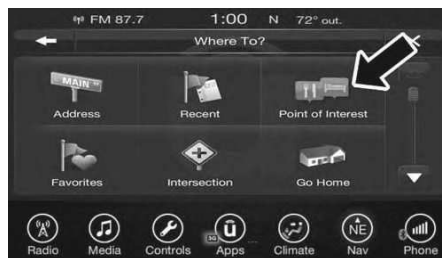 FM 87.7 1:00 N 72° out.
Where To?
MAIN
Address Recent Point of Interest
Favorites Intersection Go Home
NE
Radio Media Controls Apps Climate Nav Phone